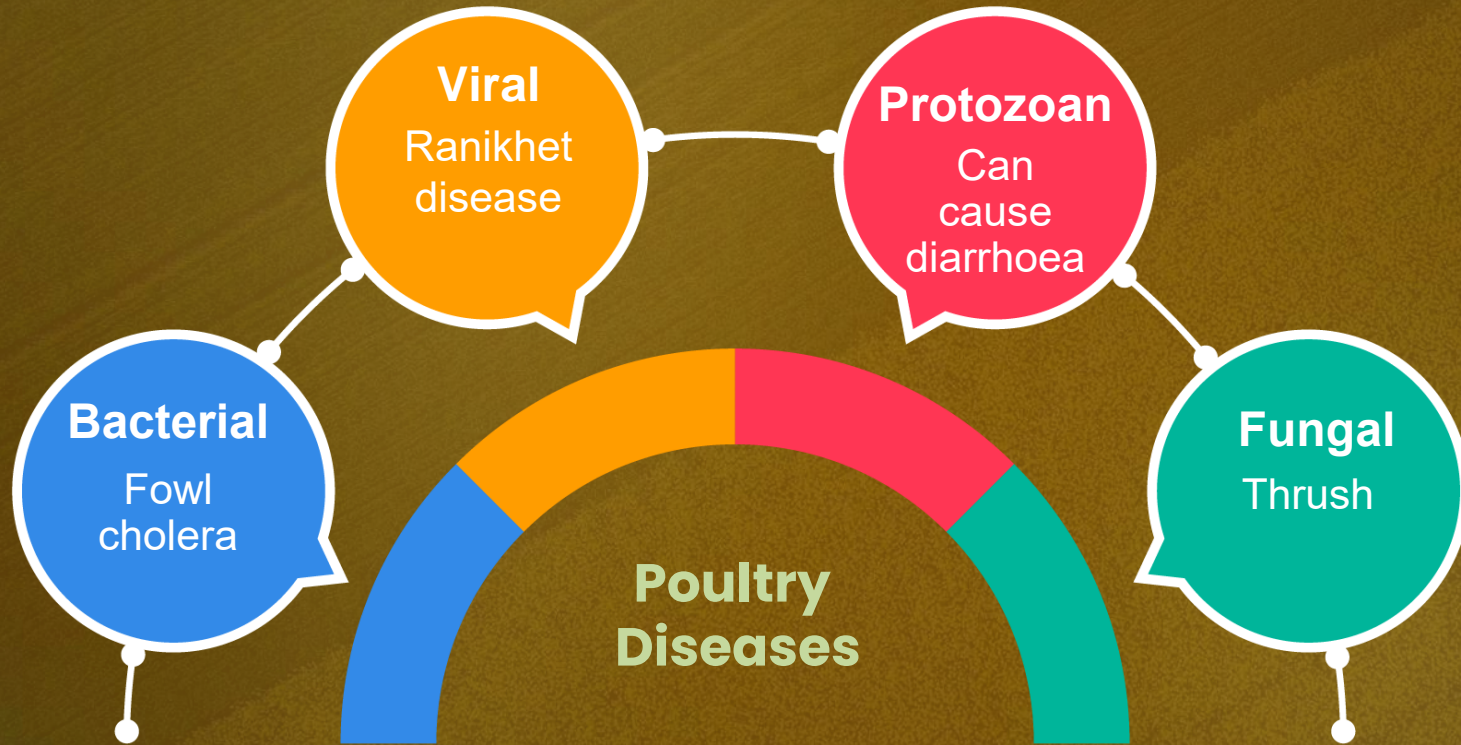 Viral
Ranikhet
disease
Protozoan
Can
cause
diarrhoea
Bacterial
Fowl
cholera
Fungal
Thrush
Poultry
Diseases